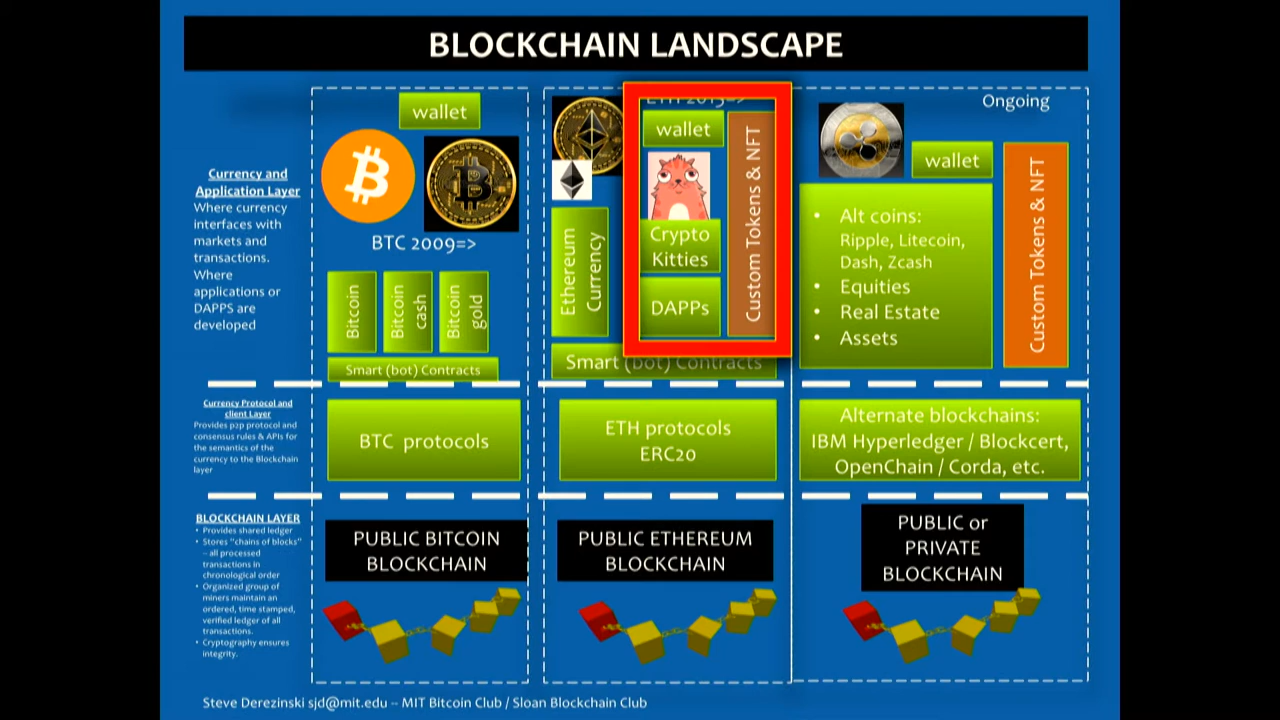 BLOCKCHAIN LANDSCAPE
Currency and
Application Layer
Where currency
interfaces with
markets and
transactions.
Where
applications or
DAPPS are
developed
wallet
BTC 2009=>
Bitcoin
Bitcoin
cash
Bitcoin
gold
Smart (bot) Contracts
ETH 2015=>
wallet
Ethereum
Currency
Crypto
Kitties
DAPPs
Custom Tokens & NFT
Smart (bot) Contracts
Ongoing
wallet
• Alt coins:
Ripple, Litecoin,
Dash, Zcash
• Equities
• Real Estate
• Assets
Custom Tokens & NFT
Currency Protocol and
client Layer
Provides p2p protocol and
consensus rules & APIs for
the semantics of the
currency to the Blockchain
layer
BTC protocols
ETH protocols
ERC20
Alternate blockchains:
IBM Hyperledger / Blockcert,
OpenChain / Corda, etc.
BLOCKCHAIN LAYER
• Provides shared ledger
• Stores "chains of blocks"
– all processed
transactions in
chronological order
• Organized group of
miners maintain an
ordered, time stamped,
verified ledger of all
transactions.
• Cryptography ensures
integrity.
PUBLIC BITCOIN
BLOCKCHAIN
PUBLIC ETHEREUM
BLOCKCHAIN
PUBLIC or
PRIVATE
BLOCKCHAIN
Steve Derezinski sjd@mit.edu -- MIT Bitcoin Club / Sloan Blockchain Club